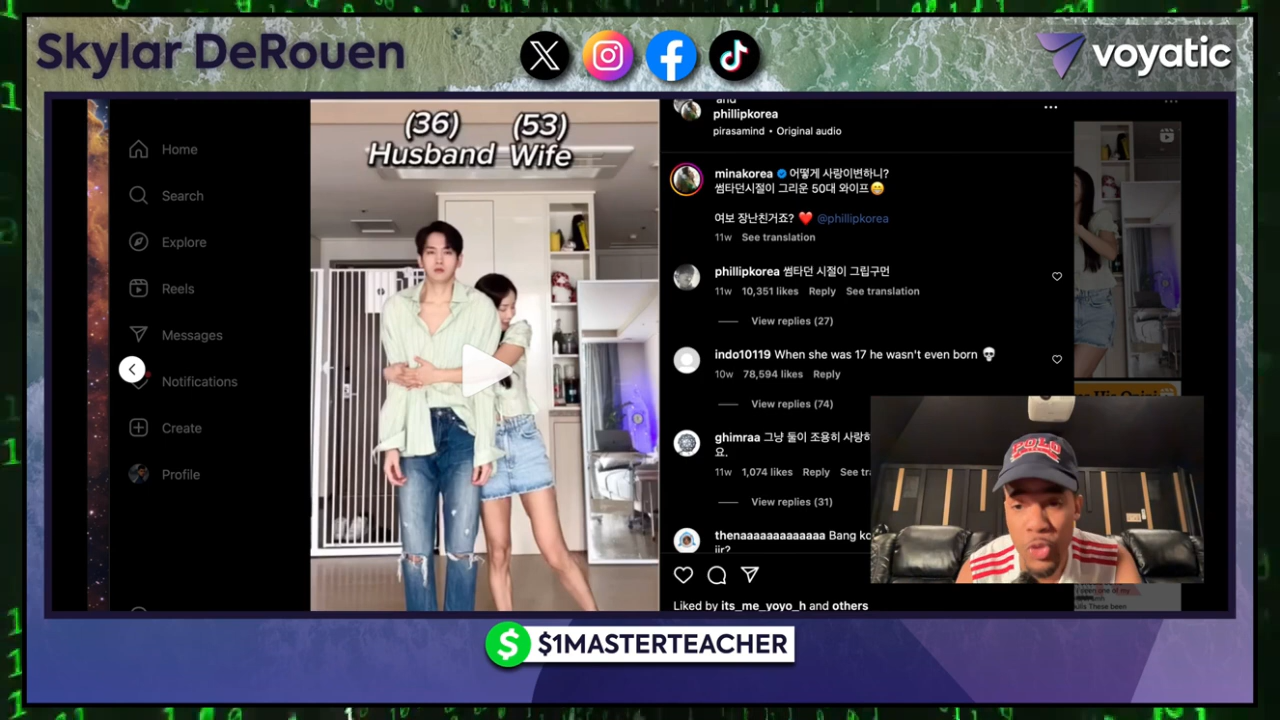 Skylar DeRouen
voyatic
(36) (53)
Husband Wife
Home
Search
Explore
Reels
Messages
Notifications
Create
Profile
and
phillipkorea
pirasamind • Original audio
minakorea 어떻게 사랑이변하니?
썸타던시절이 그리운 50대 와이프😁
여보 장난친거죠? ❤️ @phillipkorea
11w See translation
phillipkorea 썸타던 시절이 그립구먼
11w 10,351 likes Reply See translation
View replies (27)
indo10119 When she was 17 he wasn't even born 💀
10w 78,594 likes Reply
View replies (74)
ghimraa 그냥 둘이 조용히 사랑하
요.
11w 1,074 likes Reply See tra
View replies (31)
thenaaaaaaaaaaaaa Bang ko
jir?
Liked by its_me_yoyo_h and others
POLO
$1MASTERTEACHER